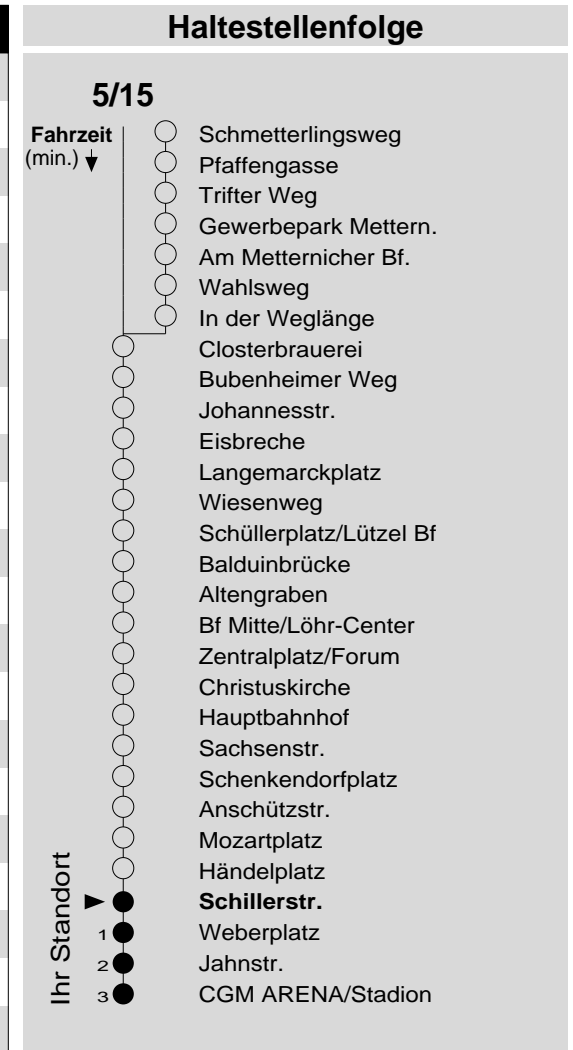 Haltestellenfolge
5/15
Fahrzeit
(min.)
Schmetterlingsweg
Pfaffengasse
Trifter Weg
Gewerbepark Mettern.
Am Metternicher Bf.
Wahlsweg
In der Weglänge
Closterbrauerei
Bubenheimer Weg
Johannesstr.
Eisbreche
Langemarckplatz
Wiesenweg
Schüllerplatz/Lützel Bf
Balduinbrücke
Altengraben
Bf Mitte/Löhr-Center
Zentralplatz/Forum
Christuskirche
Hauptbahnhof
Sachsenstr.
Schenkendorfplatz
Anschützstr.
Mozartplatz
Händelplatz
Ihr Standort
Schillerstr.
1 Weberplatz
2 Jahnstr.
3 CGM ARENA/Stadion